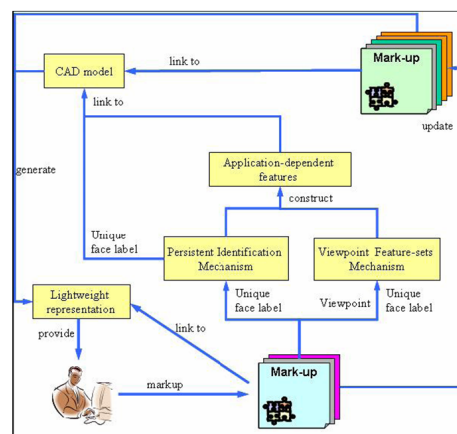 Mark-up
link to
CAD model
link to
update
Application-dependent
features
generate
construct
Unique
face label
Persistent Identification
Mechanism
Viewpoint Feature-sets
Mechanism
Unique
face label
Viewpoint
Unique
face label
Lightweight
representation
provide
link to
Mark-up
markup